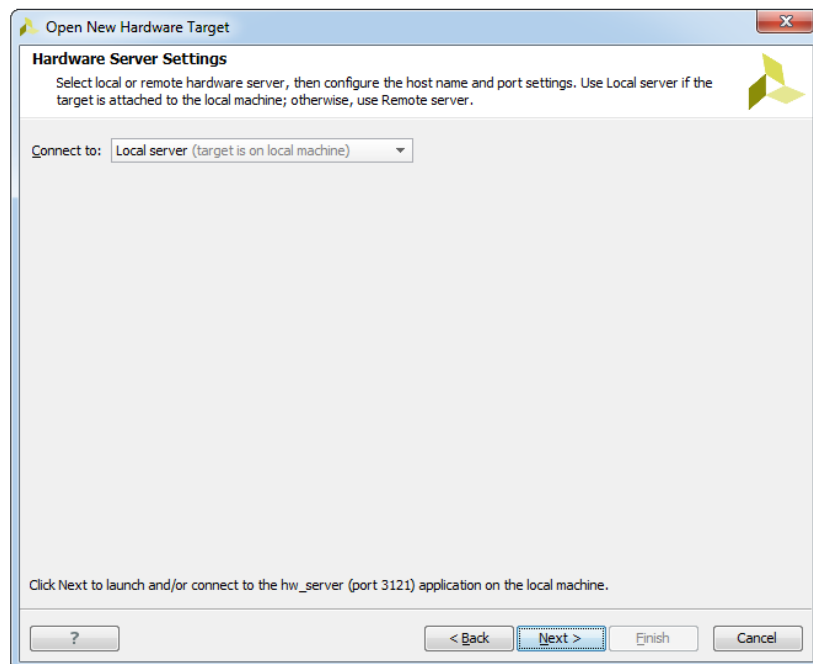 Open New Hardware Target
Hardware Server Settings
Select local or remote hardware server, then configure the host name and port settings. Use Local server if the
target is attached to the local machine; otherwise, use Remote server.
Connect to: Local server (target is on local machine)
Click Next to launch and/or connect to the hw_server (port 3121) application on the local machine.
? < Back Next > Finish Cancel